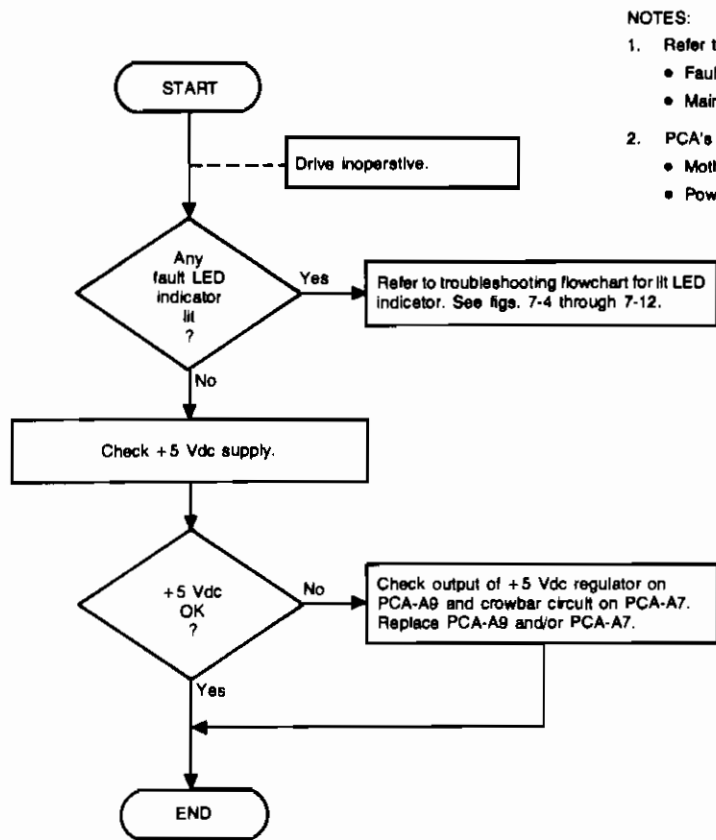 NOTES:
1. Refer t
• Faul
• Mair
2. PCA's
• Moth
• Pow
START
Drive inoperative.
Any
fault LED
indicator
lit
?
Yes
Refer to troubleshooting flowchart for lit LED
indicator. See figs. 7-4 through 7-12.
No
Check +5 Vdc supply.
+5 Vdc
OK
?
No
Check output of +5 Vdc regulator on
PCA-A9 and crowbar circuit on PCA-A7.
Replace PCA-A9 and/or PCA-A7.
Yes
END